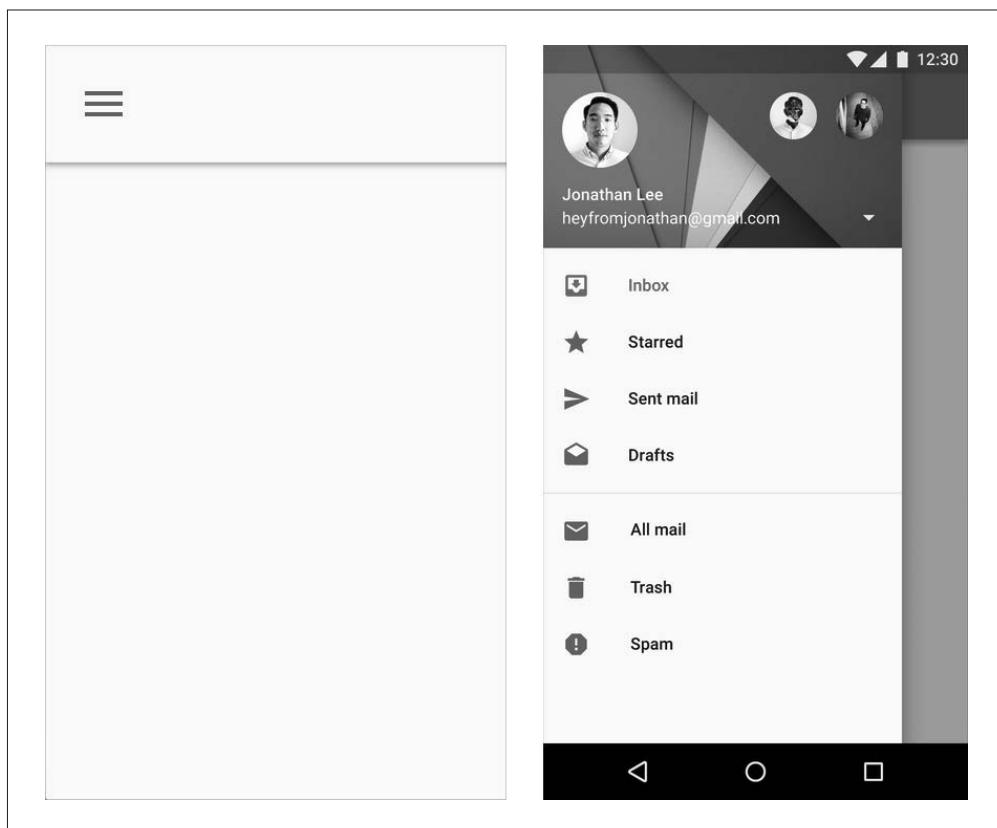 12:30
Jonathan Lee
heyfromjonathan@gmail.com
Inbox
Starred
Sent mail
Drafts
All mail
Trash
Spam